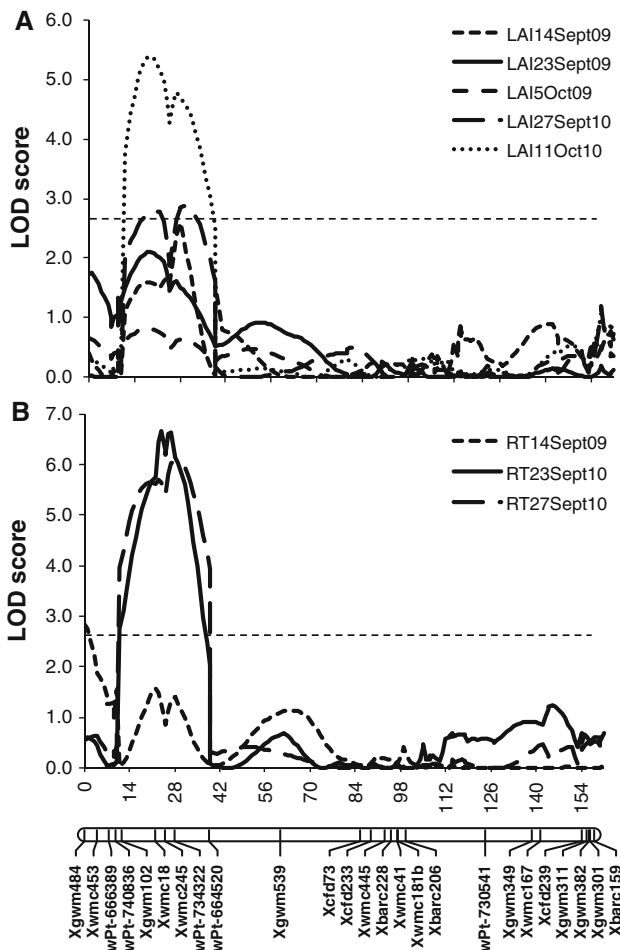 A
LOD score
6.0
5.0
4.0
3.0
2.0
1.0
0.0
LAI14Sept09
LAI23Sept09
LAI5Oct09
LAI27Sept10
LAI11Oct10
B
LOD score
7.0
6.0
5.0
4.0
3.0
2.0
1.0
0.0
RT14Sept09
RT23Sept10
RT27Sept10
0
14
28
42
56
70
84
98
112
126
140
154
Xgwm484
Xwmc453
wPt-666389
wPt-740836
Xgwm102
Xwmc18
Xwmc245
wPt-734322
wPt-664520
Xgwm539
Xcfd73
Xcfd233
Xwmc445
Xbarc228
Xwmc41
Xwmc181b
Xbarc206
wPt-730541
Xgwm349
Xwmc167
Xcfd239
Xgwm311
Xgwm382
Xgwm301
Xbarc159